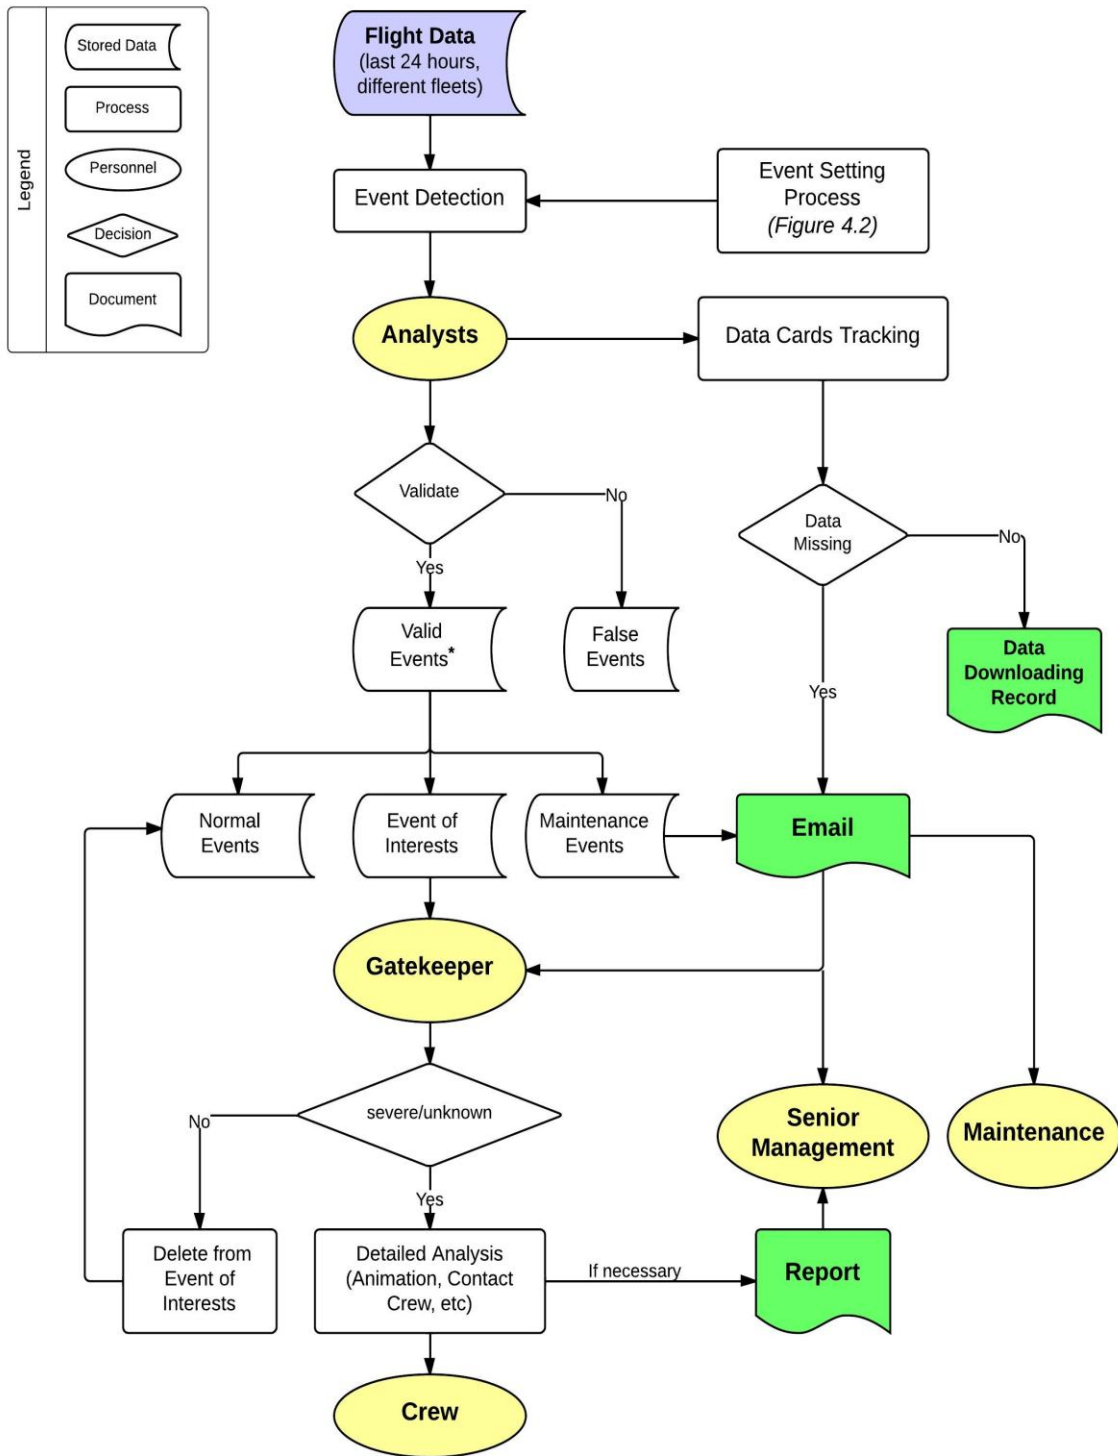 Legend
Stored Data
Process
Personnel
Decision
Document
Flight Data
(last 24 hours,
different fleets)
Event Detection
Event Setting
Process
(Figure 4.2)
Analysts
Data Cards Tracking
Validate
No
Data
Missing
No
Yes
Valid
Events*
False
Events
Data
Downloading
Record
Yes
Normal
Events
Event of
Interests
Maintenance
Events
Email
Gatekeeper
severe/unknown
No
Senior
Management
Maintenance
Yes
Delete from
Event of
Interests
Detailed Analysis
(Animation, Contact
Crew, etc)
If necessary
Report
Crew